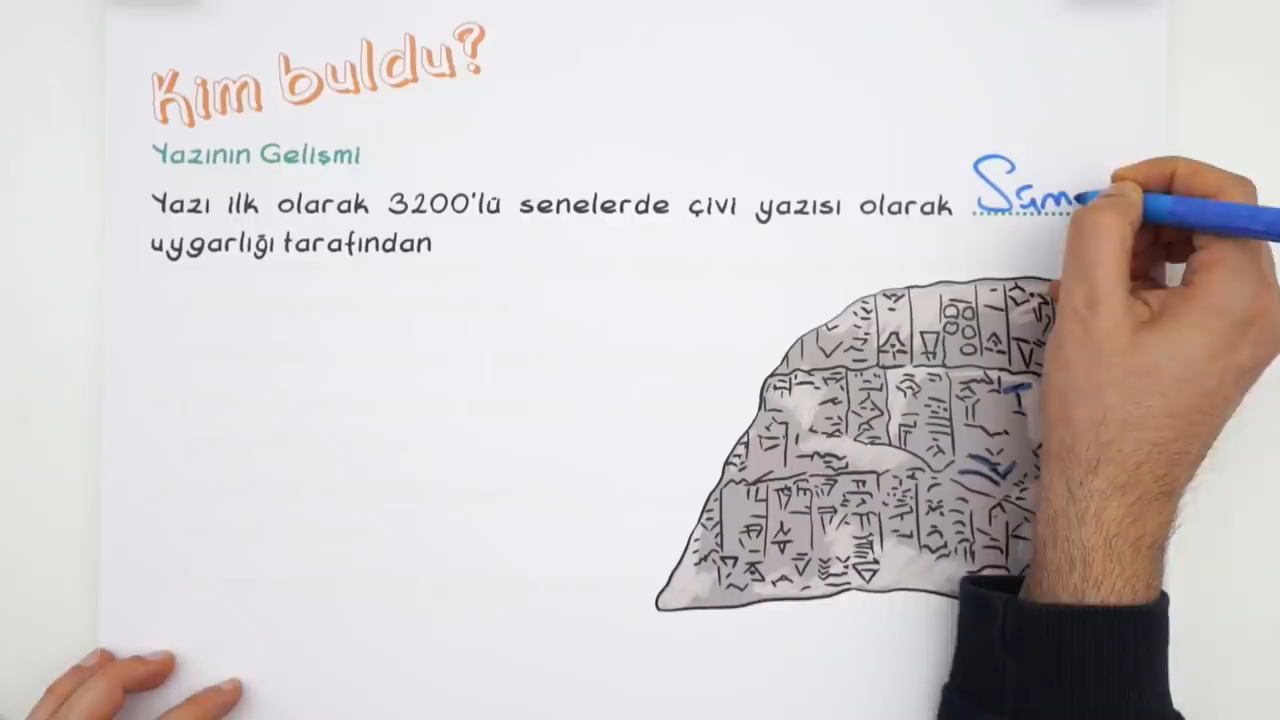 Kim buldu?
Yazının Gelişmi
Yazı ilk olarak 3200'lü senelerde çivi yazısı olarak
uygarlığı tarafından